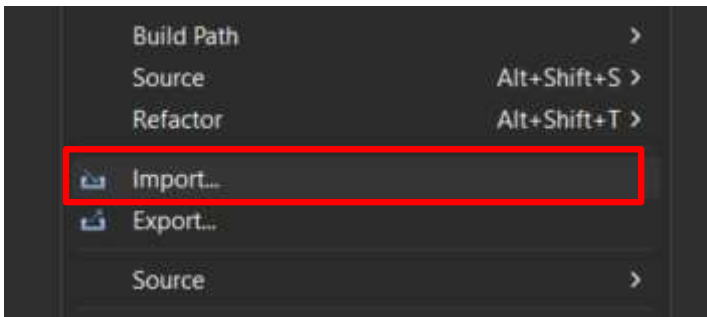 Build Path
Source Alt+Shift+S
Refactor Alt+Shift+T
Import...
Export...
Source